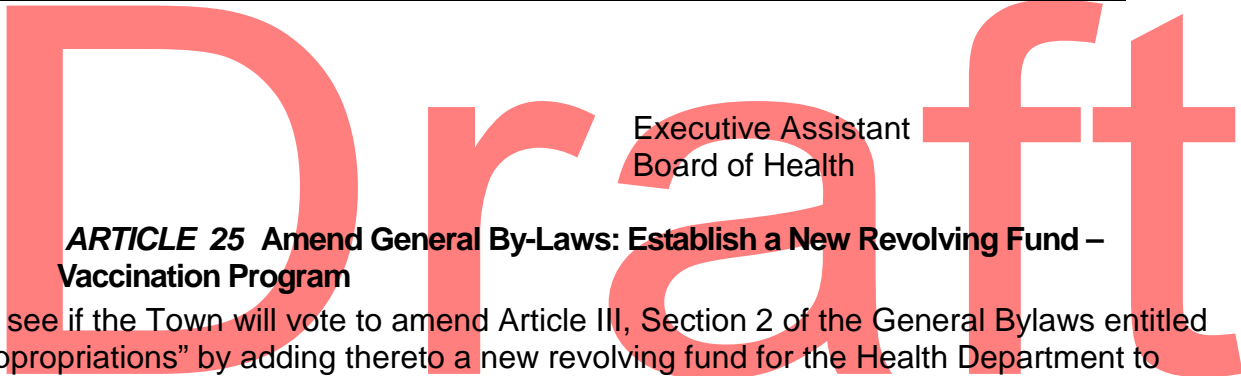 Draft
Executive Assistant
Board of Health
ARTICLE 25 Amend General By-Laws: Establish a New Revolving Fund –
Vaccination Program
see if the Town will vote to amend Article III, Section 2 of the General Bylaws entitled
opropriations” by adding thereto a new revolving fund for the Health Department to